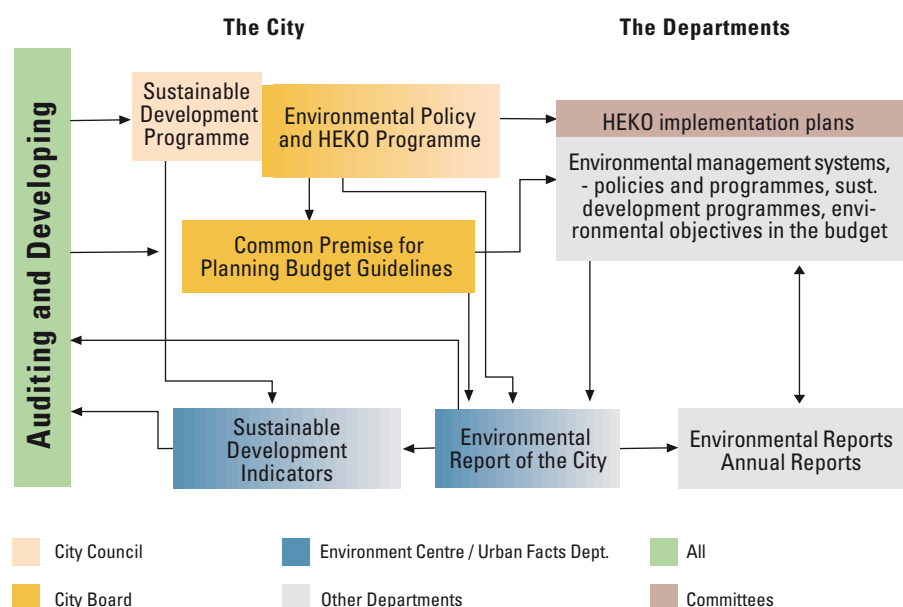 The City
The Departments
Auditing and Developing
Sustainable
Development
Programme
Environmental Policy
and HEKO Programme
HEKO implementation plans
Environmental management systems,
- policies and programmes, sust.
development programmes, envi-
ronmental objectives in the budget
Common Premise for
Planning Budget Guidelines
Sustainable
Development
Indicators
Environmental
Report of the City
Environmental Reports
Annual Reports
City Council
Environment Centre / Urban Facts Dept.
All
City Board
Other Departments
Committees